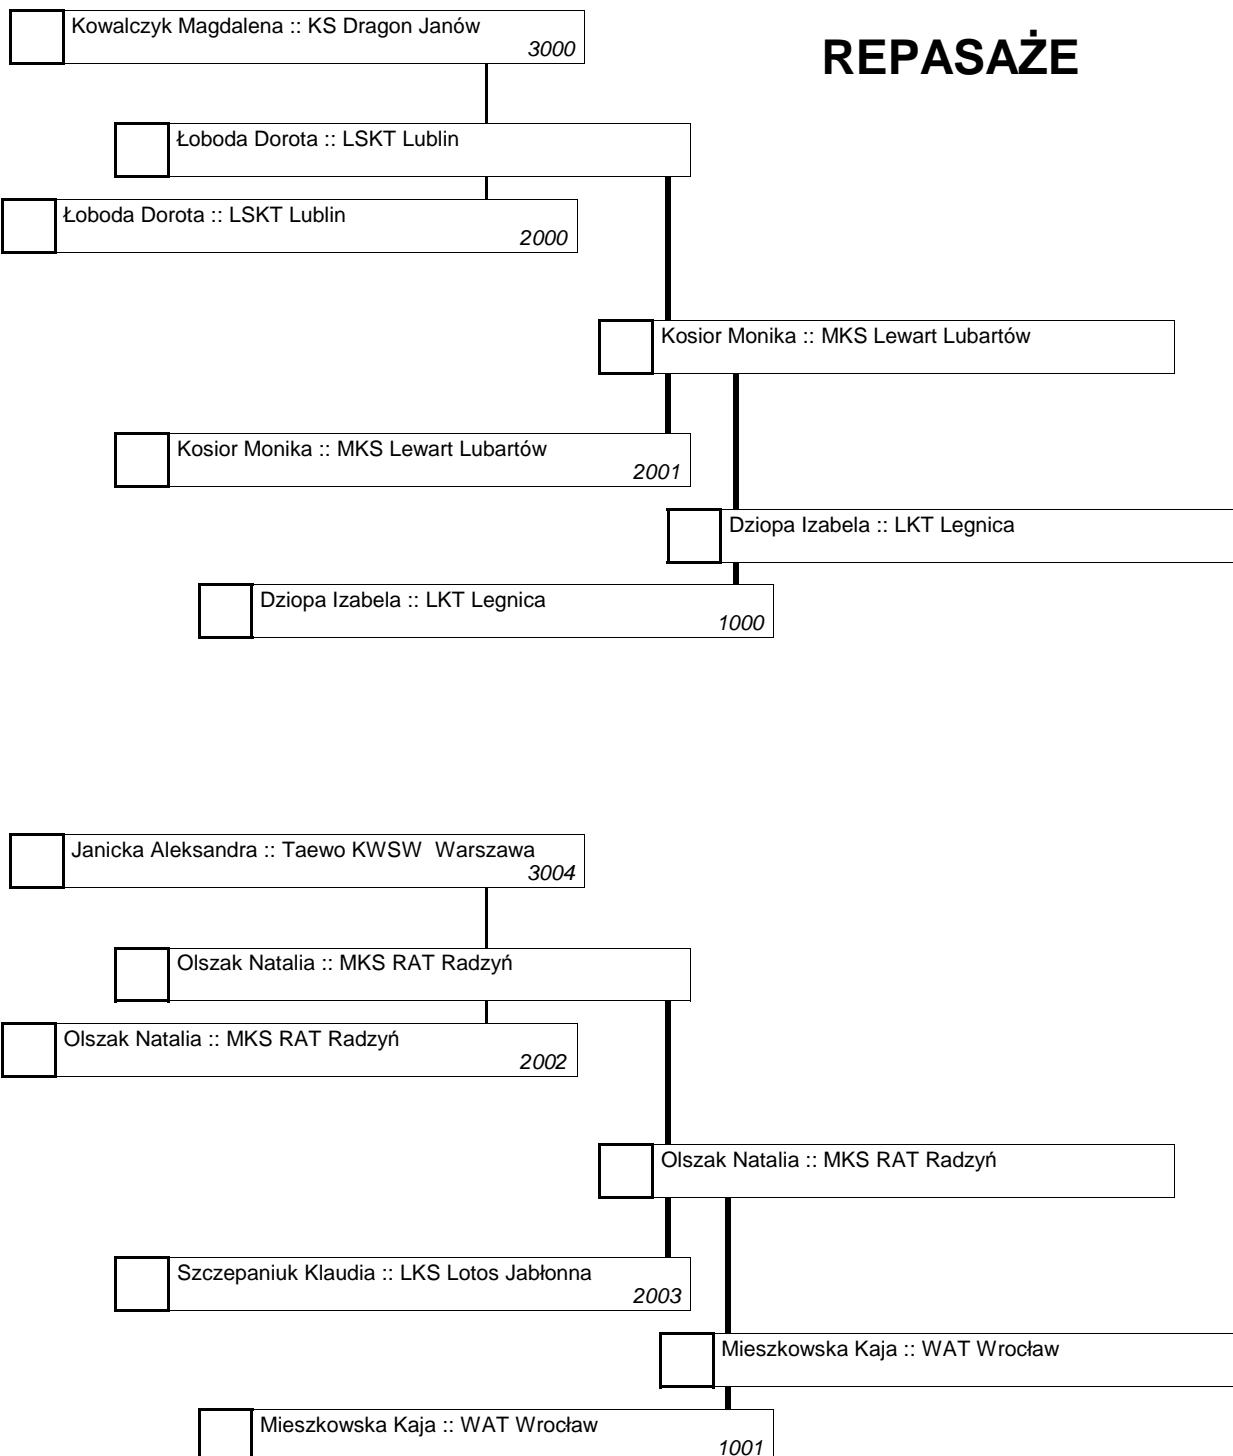 Kowalczyk Magdalena :: KS Dragon Janów
3000
REPASAŻE
Łoboda Dorota :: LSKT Lublin
Łoboda Dorota :: LSKT Lublin
2000
Kosior Monika :: MKS Lewart Lubartów
Kosior Monika :: MKS Lewart Lubartów
2001
Dziopa Izabela :: LKT Legnica
Dziopa Izabela :: LKT Legnica
1000
Janicka Aleksandra :: Taewo KWSW  Warszawa
3004
Olszak Natalia :: MKS RAT Radzyń
Olszak Natalia :: MKS RAT Radzyń
2002
Olszak Natalia :: MKS RAT Radzyń
Szczepaniuk Klaudia :: LKS Lotos Jabłonna
2003
Mieszkowska Kaja :: WAT Wrocław
Mieszkowska Kaja :: WAT Wrocław
1001